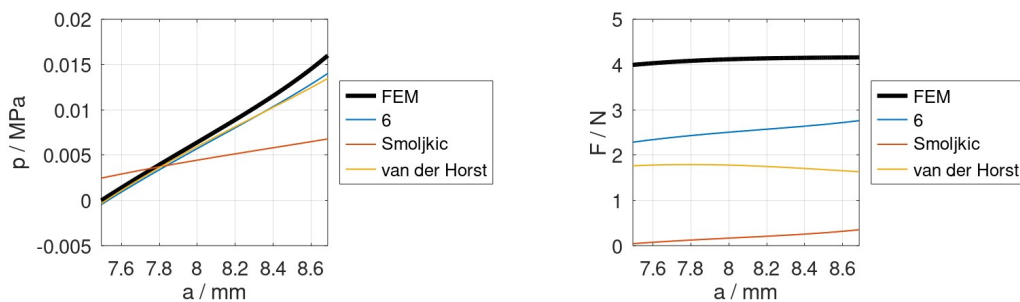 0.02
0.015
0.01
0.005
0
-0.005
p / MPa
7.6 7.8 8 8.2 8.4 8.6
a / mm
FEM
6
Smoljkic
van der Horst
5
4
3
2
1
0
F / N
7.6 7.8 8 8.2 8.4 8.6
a / mm
FEM
6
Smoljkic
van der Horst